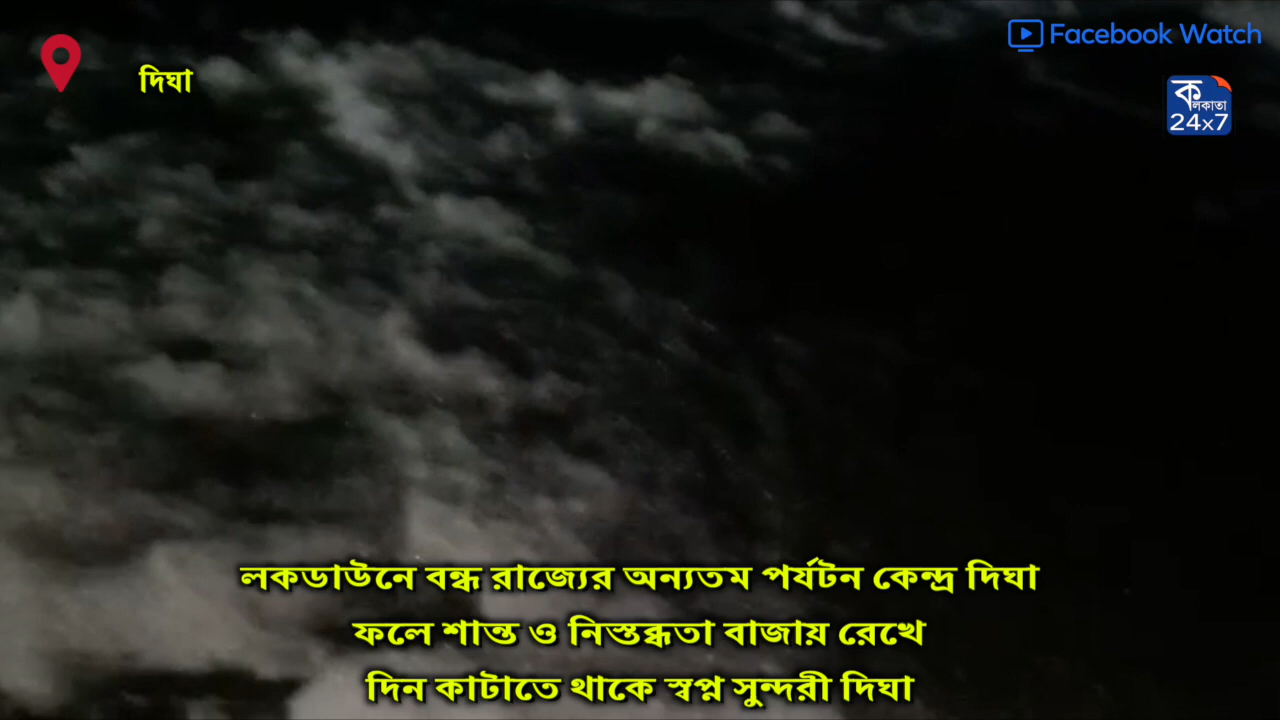 Facebook Watch
দিঘা
কলকাতা
24x7
লকডাউনে বন্ধ রাজ্যের অন্যতম পর্যটন কেন্দ্র দিঘা
ফলে শান্ত ও নিস্তব্ধতা বাজায় রেখে
দিন কাটাতে থাকে স্বপ্ন সুন্দরী দিঘা